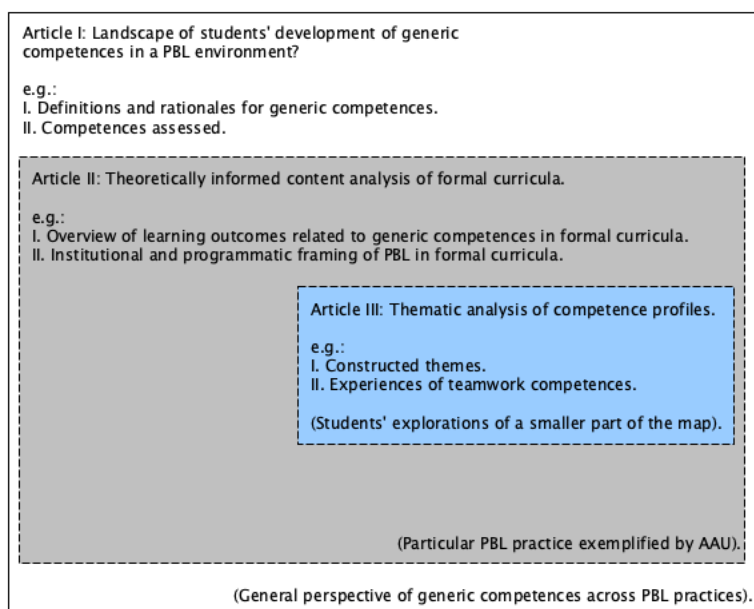 Article I: Landscape of students' development of generic
competences in a PBL environment?
e.g.:
I. Definitions and rationales for generic competences.
II. Competences assessed.
Article II: Theoretically informed content analysis of formal curricula.
e.g.:
I. Overview of learning outcomes related to generic competences in formal curricula.
II. Institutional and programmatic framing of PBL in formal curricula.
Article III: Thematic analysis of competence profiles.
e.g.:
I. Constructed themes.
II. Experiences of teamwork competences.
(Students' explorations of a smaller part of the map).
(Particular PBL practice exemplified by AAU).
(General perspective of generic competences across PBL practices).